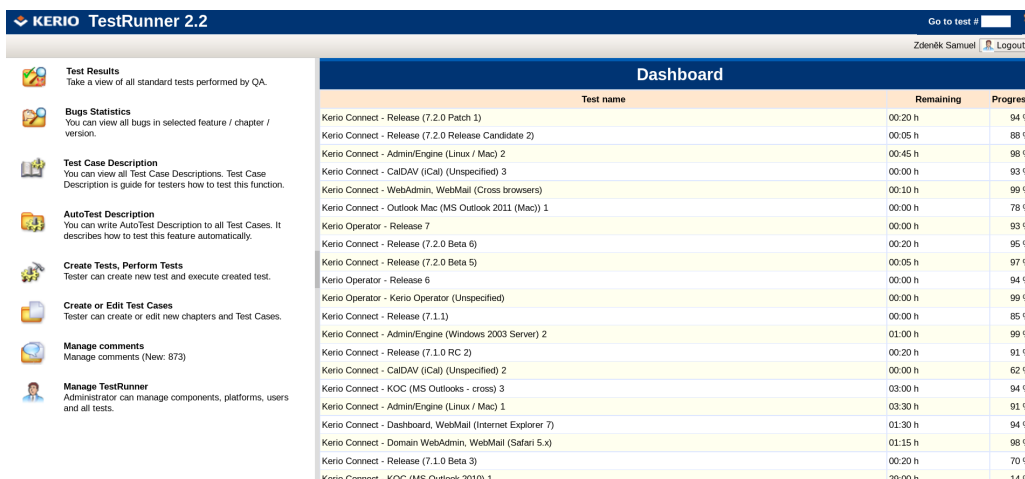 KERIO TestRunner 2.2
Go to test #
Zdeněk Samuel Logout
Test Results
Take a view of all standard tests performed by QA.
Bugs Statistics
You can view all bugs in selected feature / chapter /
version.
Test Case Description
You can view all Test Case Descriptions. Test Case
Description is guide for testers how to test this function.
AutoTest Description
You can write AutoTest Description to all Test Cases. It
describes how to test this feature automatically.
Create Tests, Perform Tests
Tester can create new test and execute created test.
Create or Edit Test Cases
Tester can create or edit new chapters and Test Cases.
Manage comments
Manage comments (New: 873)
Manage TestRunner
Administrator can manage components, platforms, users
and all tests.
Dashboard
Test name Remaining Progres
Kerio Connect - Release (7.2.0 Patch 1) 00:20 h 94 %
Kerio Connect - Release (7.2.0 Release Candidate 2) 00:05 h 88 %
Kerio Connect - Admin/Engine (Linux / Mac) 2 00:45 h 98 %
Kerio Connect - CalDAV (iCal) (Unspecified) 3 00:00 h 93 %
Kerio Connect - WebAdmin, WebMail (Cross browsers) 00:10 h 99 %
Kerio Connect - Outlook Mac (MS Outlook 2011 (Mac)) 1 00:00 h 78 %
Kerio Operator - Release 7 00:00 h 93 %
Kerio Connect - Release (7.2.0 Beta 6) 00:20 h 95 %
Kerio Connect - Release (7.2.0 Beta 5) 00:05 h 97 %
Kerio Operator - Release 6 00:00 h 94 %
Kerio Operator - Kerio Operator (Unspecified) 00:00 h 99 %
Kerio Connect - Release (7.1.1) 00:00 h 85 %
Kerio Connect - Admin/Engine (Windows 2003 Server) 2 01:00 h 99 %
Kerio Connect - Release (7.1.0 RC 2) 00:20 h 91 %
Kerio Connect - CalDAV (iCal) (Unspecified) 2 00:00 h 62 %
Kerio Connect - KOC (MS Outlooks - cross) 3 03:00 h 94 %
Kerio Connect - Admin/Engine (Linux / Mac) 1 03:30 h 91 %
Kerio Connect - Dashboard, WebMail (Internet Explorer 7) 01:30 h 94 %
Kerio Connect - Domain WebAdmin, WebMail (Safari 5.x) 01:15 h 98 %
Kerio Connect - Release (7.1.0 Beta 3) 00:20 h 70 %
Kerio Connect - KOC (MS Outlook 2010) 1 29:00 h 14 %